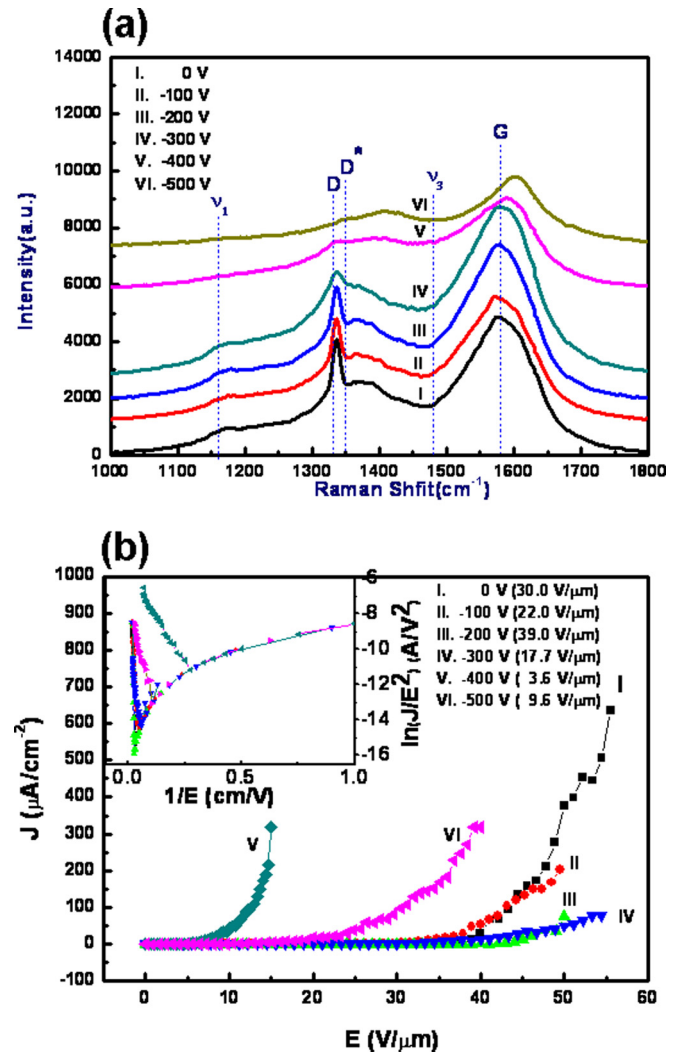 (a)
14000
12000
10000
8000
6000
4000
2000
0
Intensity(a.u.)
I. 0 V
II. -100 V
III. -200 V
IV. -300 V
V. -400 V
VI. -500 V
ν1
D
D*
ν3
G
VI
V
IV
III
II
I
1000 1100 1200 1300 1400 1500 1600 1700 1800
Raman Shfit(cm-1)
(b)
1000
900
800
700
600
500
400
300
200
100
0
-100
J (μA/cm-2)
-6
-8
-10
-12
-14
-16
ln(J/E2) (A/V2)
0.0 0.5 1.0
1/E (cm/V)
I. 0 V (30.0 V/μm)
II. -100 V (22.0 V/μm)
III. -200 V (39.0 V/μm)
IV. -300 V (17.7 V/μm)
V. -400 V ( 3.6 V/μm)
VI. -500 V ( 9.6 V/μm)
I
V
VI
II
III
IV
0 10 20 30 40 50 60
E (V/μm)